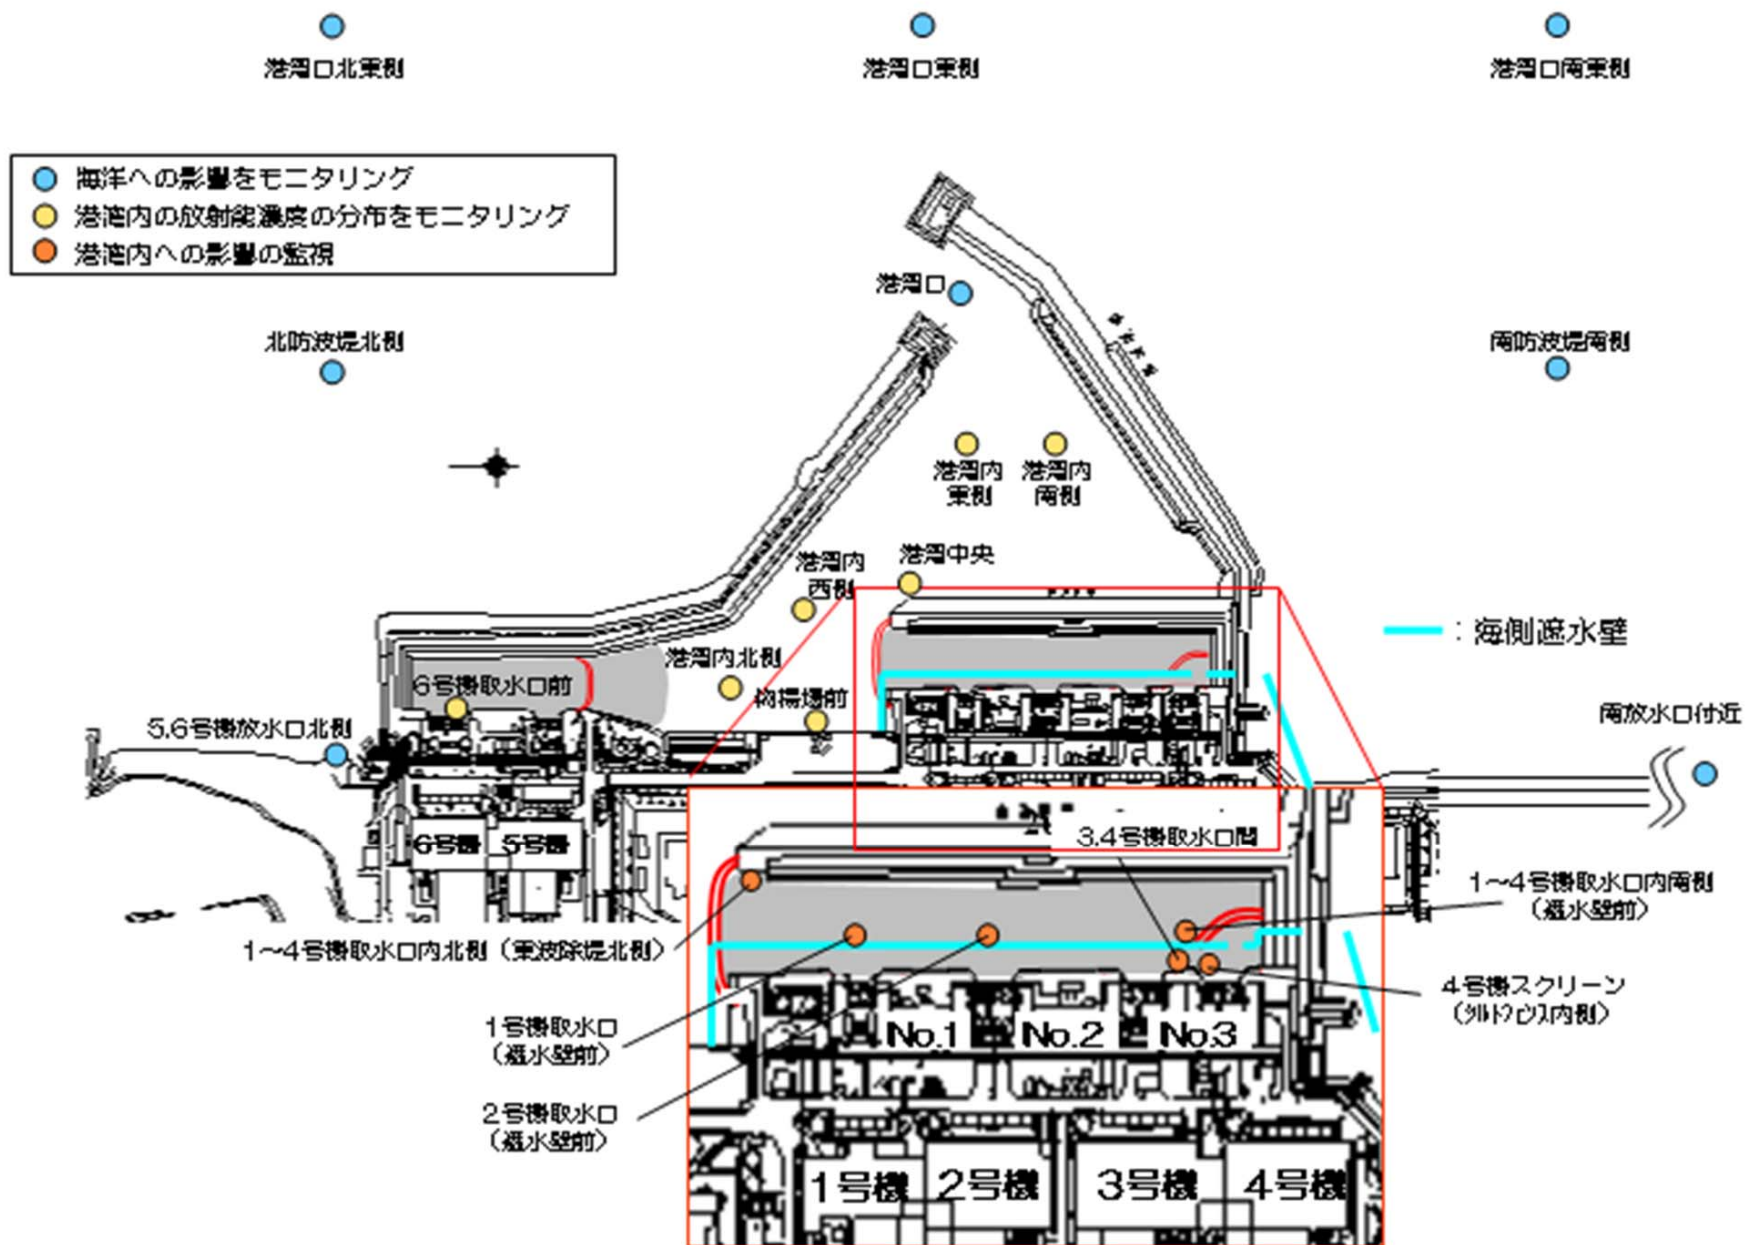 港湾口北東側
港湾口東側
港湾口南東側
海洋への影響をモニタリング
港湾内の放射能濃度の分布をモニタリング
港湾内への影響の監視
港湾口
北防波堤北側
南防波堤南側
港湾内
東側
港湾内
南側
港湾内
西側
港湾中央
:海側遮水壁
港湾内北側
6号機取水口前
物揚場前
5,6号機放水口北側
南放水口付近
6号機
5号機
3,4号機取水口間
1~4号機取水口内南側
(遮水壁前)
1~4号機取水口内北側(東波除堤北側)
4号機スクリーン
(シルトフェンス内側)
1号機取水口
(遮水壁前)
No.1
No.2
No.3
2号機取水口
(遮水壁前)
1号機
2号機
3号機
4号機